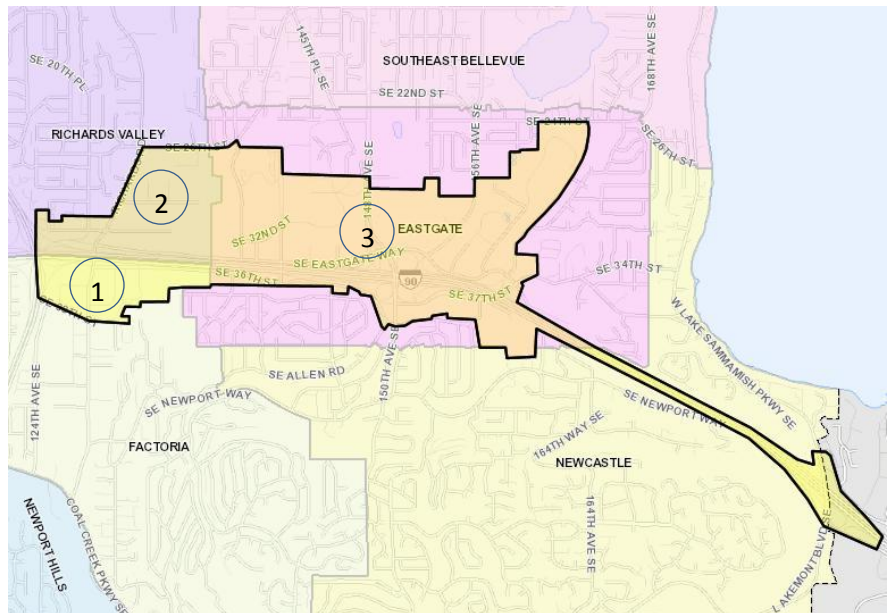 SE 20TH PL
145TH PL SE
SOUTHEAST BELLEVUE
168TH AVE SE
SE 22ND ST
RICHARDS VALLEY
SE 26TH ST
SE 24TH ST
SE 26TH ST
156TH AVE SE
148TH AVE SE
2
3
EASTGATE
SE 32ND ST
SE EASTGATE WAY
SE 34TH ST
SE 36TH ST
90
1
SE 37TH ST
SE 38TH ST
W LAKE SAMMAMISH PKWY SE
150TH AVE SE
SE ALLEN RD
SE NEWPORT WAY
SE NEWPORT WAY
124TH AVE SE
164TH WAY SE
FACTORIA
NEWCASTLE
164TH AVE SE
NEWPORT HILLS
COAL CREEK PKWY SE
LAKEMONT BLVD SE